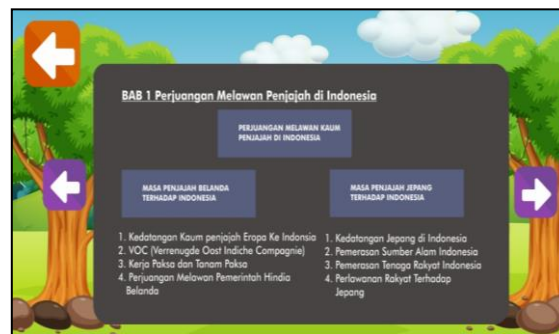 BAB 1 Perjuangan Melawan Penjajah di Indonesia
PERJUANGAN MELAWAN KAUM
PENJAJAH DI INDONESIA
MASA PENJAJAH BELANDA
TERHADAP INDONESIA
1. Kedatangan Kaum penjajah Eropa Ke Indonsia
2. VOC (Verrenugde Oost Indiche Compagnie)
3. Kerja Paksa dan Tanam Paksa
4. Perjuangan Melawan Pemerintah Hindia
Belanda
MASA PENJAJAH JEPANG
TERHADAP INDONESIA
1. Kedatangan Jepang di Indonesia
2. Pemerasan Sumber Alam Indonesia
3. Pemerasan Tenaga Rakyat Indonesia
4. Perlawanan Rakyat Terhadap
Jepang